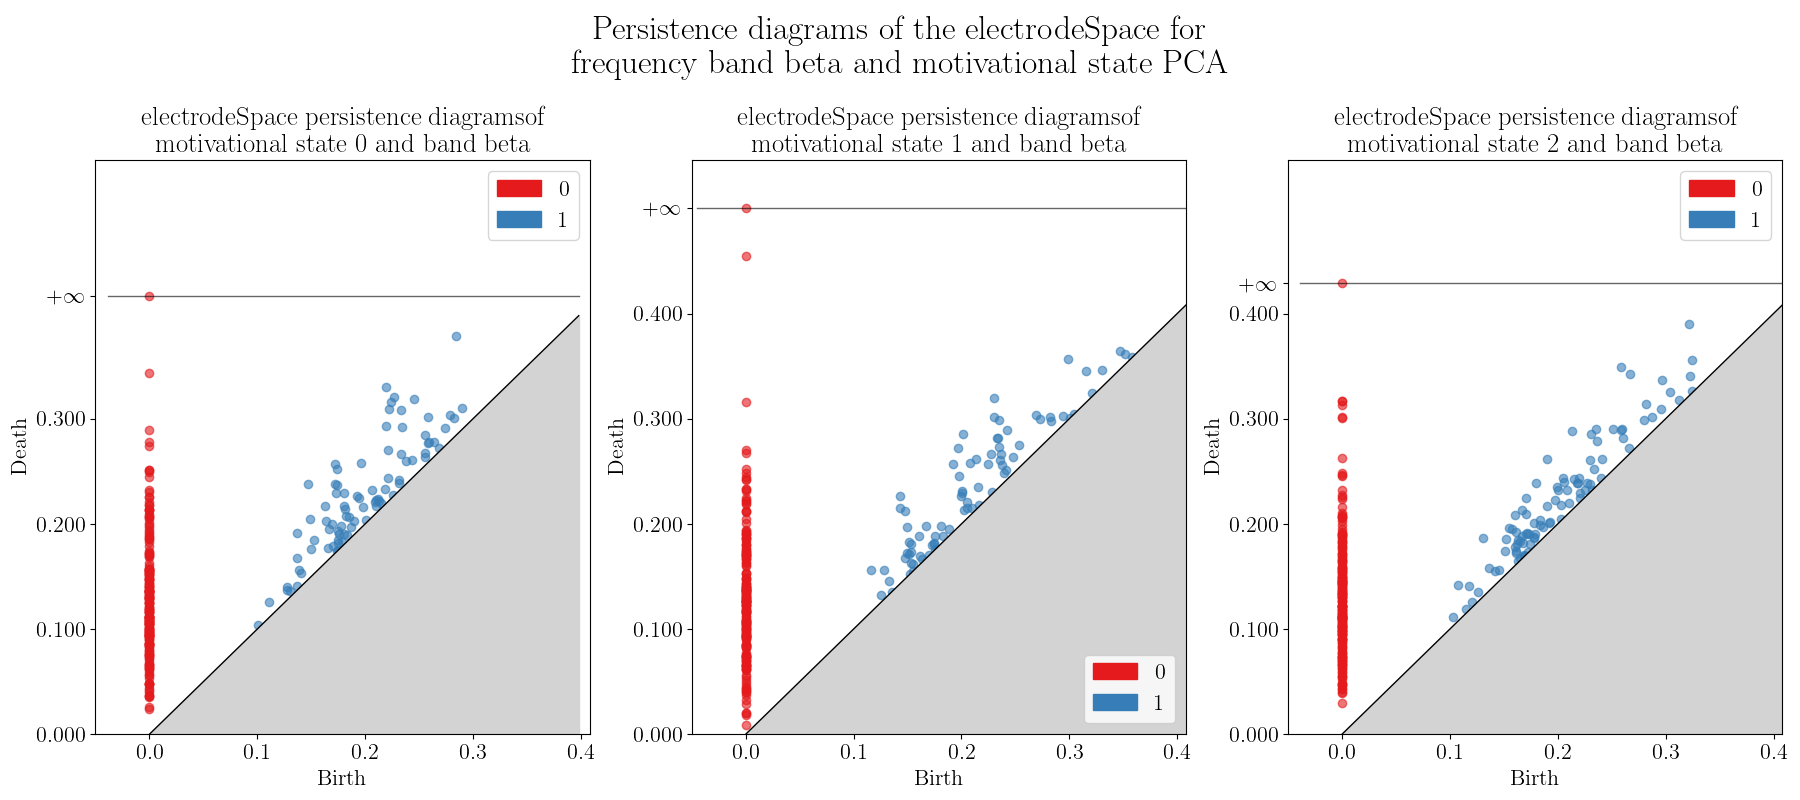 Persistence diagrams of the electrodeSpace for
frequency band beta and motivational state PCA
electrodeSpace persistence diagramsof
motivational state 0 and band beta
0
1
+∞
0.300
0.200
0.100
0.000
Death
0.0 0.1 0.2 0.3 0.4
Birth
electrodeSpace persistence diagramsof
motivational state 1 and band beta
+∞
0.400
0.300
0.200
0.100
0.000
Death
0
1
0.0 0.1 0.2 0.3 0.4
Birth
electrodeSpace persistence diagramsof
motivational state 2 and band beta
0
1
+∞
0.400
0.300
0.200
0.100
0.000
Death
0.0 0.1 0.2 0.3 0.4
Birth